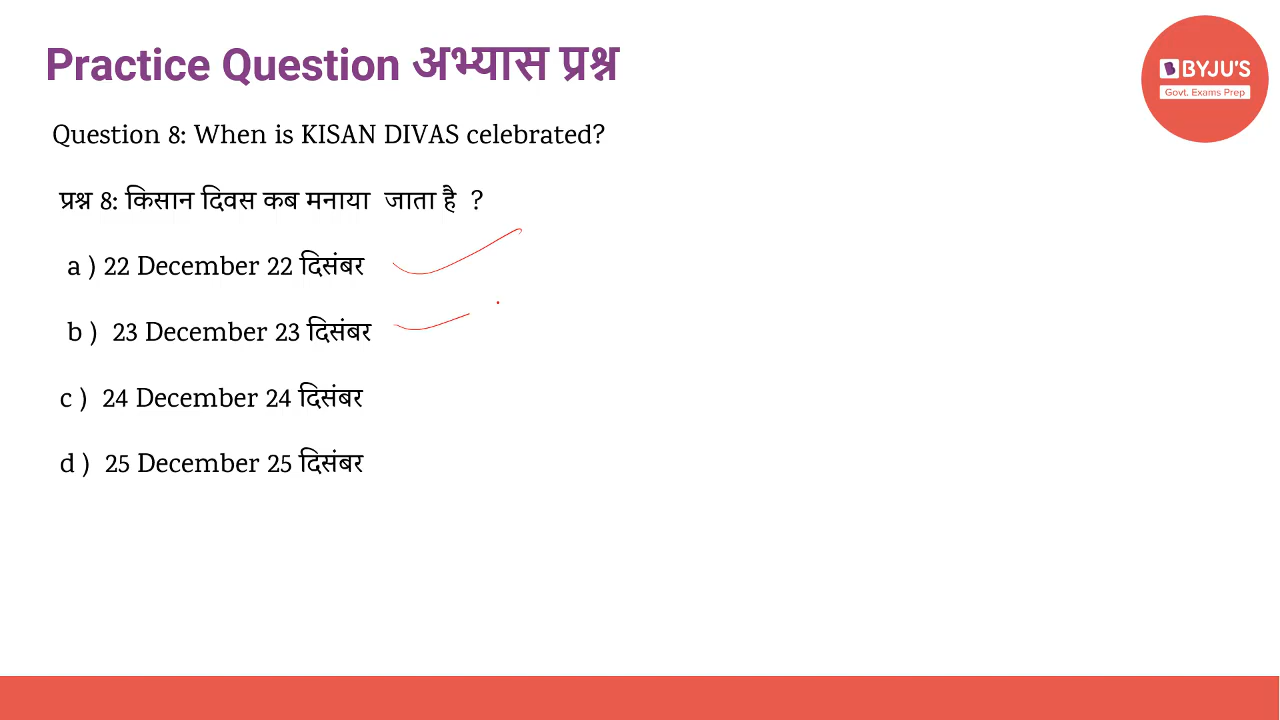 Practice Question अभ्यास प्रश्न
BYJU'S
Govt. Exams Prep
Question 8: When is KISAN DIVAS celebrated?
प्रश्न 8: किसान दिवस कब मनाया जाता है ?
a ) 22 December 22 दिसंबर
b ) 23 December 23 दिसंबर
c ) 24 December 24 दिसंबर
d ) 25 December 25 दिसंबर